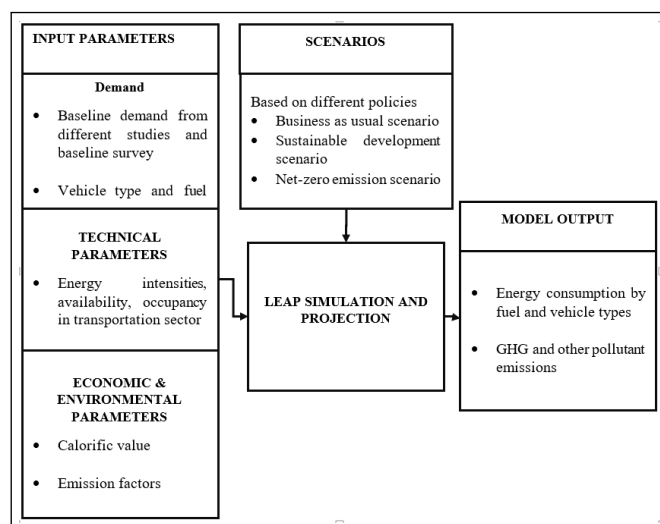 INPUT PARAMETERS
Demand
• Baseline demand from
different studies and
baseline survey
• Vehicle type and fuel
TECHNICAL
PARAMETERS
• Energy intensities,
availability, occupancy
in transportation sector
ECONOMIC &
ENVIRONMENTAL
PARAMETERS
• Calorific value
• Emission factors
SCENARIOS
Based on different policies
• Business as usual scenario
• Sustainable development
scenario
• Net-zero emission scenario
LEAP SIMULATION AND
PROJECTION
MODEL OUTPUT
• Energy consumption by
fuel and vehicle types
• GHG and other pollutant
emissions